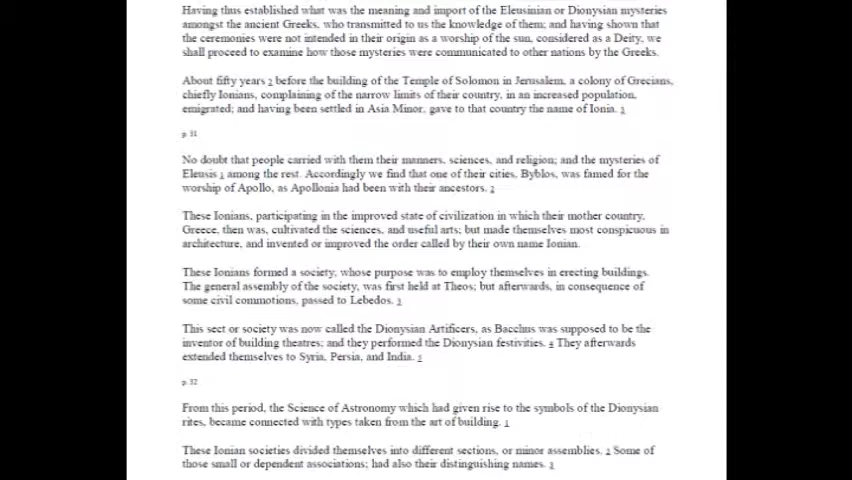 Having thus established what was the meaning and import of the Eleusinian or Dionysian mysteries
amongst the ancient Greeks, who transmitted to us the knowledge of them; and having shown that
the ceremonies were not intended in their origin as a worship of the sun, considered as a Deity, we
shall proceed to examine how those mysteries were communicated to other nations by the Greeks.
About fifty years 2 before the building of the Temple of Solomon in Jerusalem, a colony of Grecians,
chiefly Ionians, complaining of the narrow limits of their country, in an increased population,
emigrated; and having been settled in Asia Minor, gave to that country the name of Ionia. 3
p. 31
No doubt that people carried with them their manners, sciences, and religion; and the mysteries of
Eleusis 1 among the rest. Accordingly we find that one of their cities, Byblos, was famed for the
worship of Apollo, as Apollonia had been with their ancestors. 2
These Ionians, participating in the improved state of civilization in which their mother country,
Greece, then was, cultivated the sciences, and useful arts; but made themselves most conspicuous in
architecture, and invented or improved the order called by their own name Ionian.
These Ionians formed a society, whose purpose was to employ themselves in erecting buildings.
The general assembly of the society, was first held at Theos; but afterwards, in consequence of
some civil commotions, passed to Lebedos. 3
This sect or society was now called the Dionysian Artificers, as Bacchus was supposed to be the
inventor of building theatres; and they performed the Dionysian festivities. 4 They afterwards
extended themselves to Syria, Persia, and India. 5
p. 32
From this period, the Science of Astronomy which had given rise to the symbols of the Dionysian
rites, became connected with types taken from the art of building. 1
These Ionian societies divided themselves into different sections, or minor assemblies. 2 Some of
those small or dependent associations; had also their distinguishing names. 3